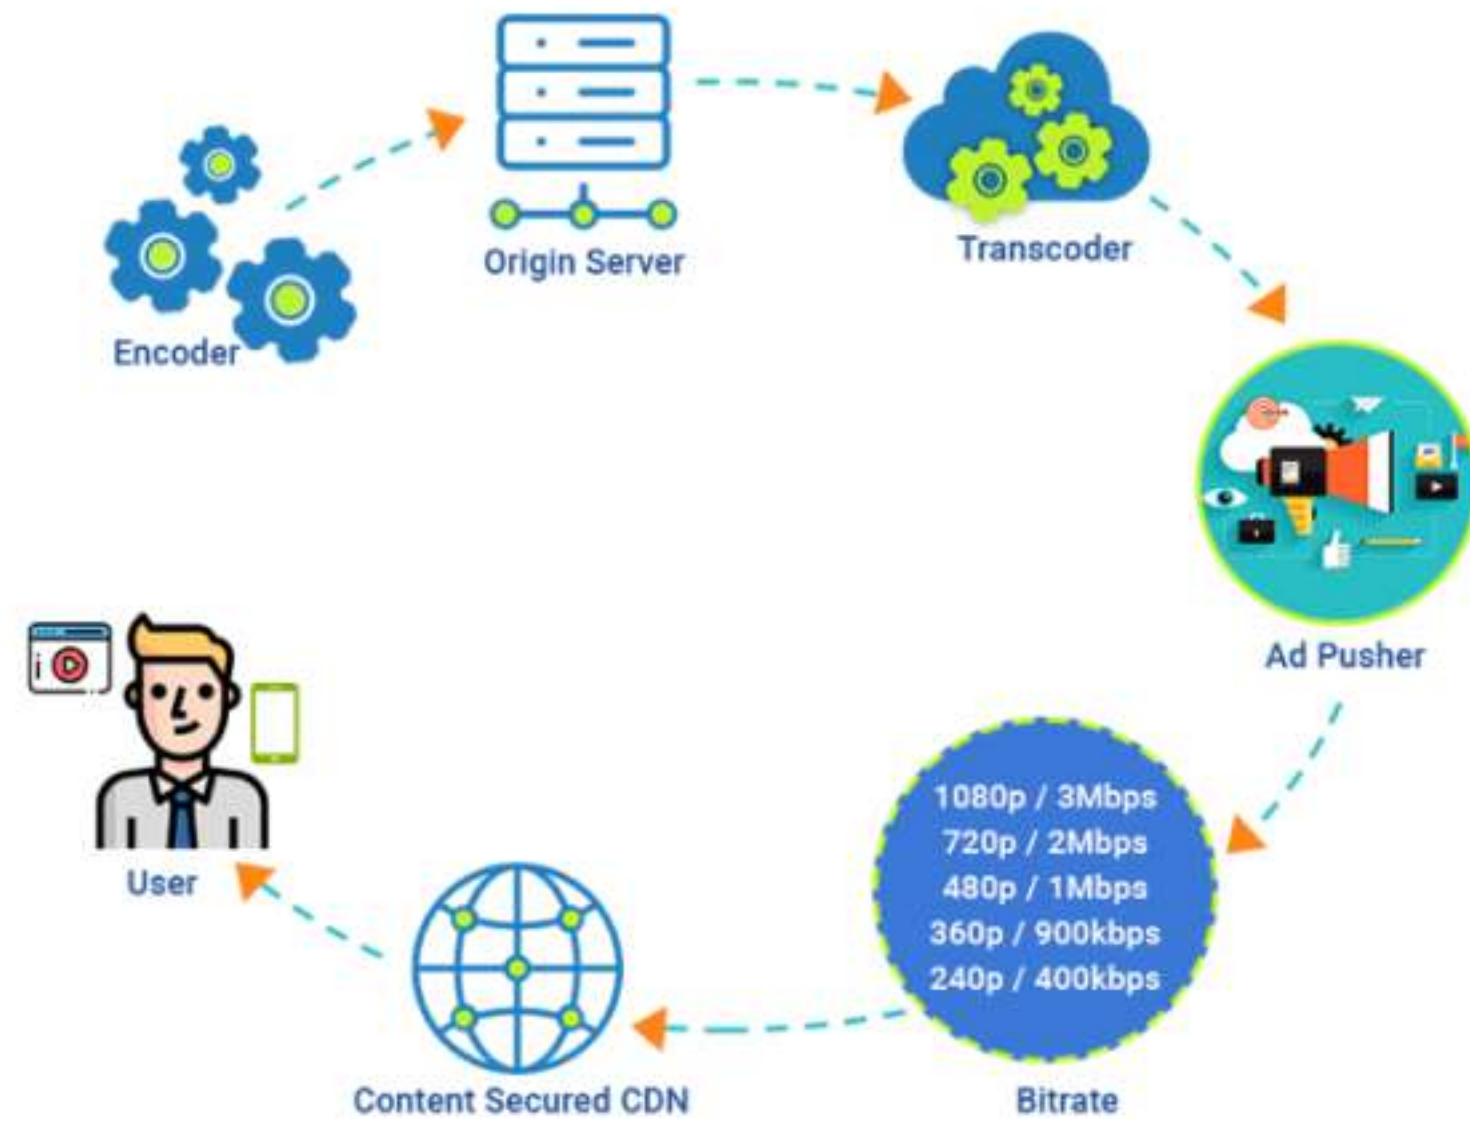 Encoder
Origin Server
Transcoder
Ad Pusher
1080p / 3Mbps
720p / 2Mbps
480p / 1Mbps
360p / 900kbps
240p / 400kbps
Bitrate
Content Secured CDN
User